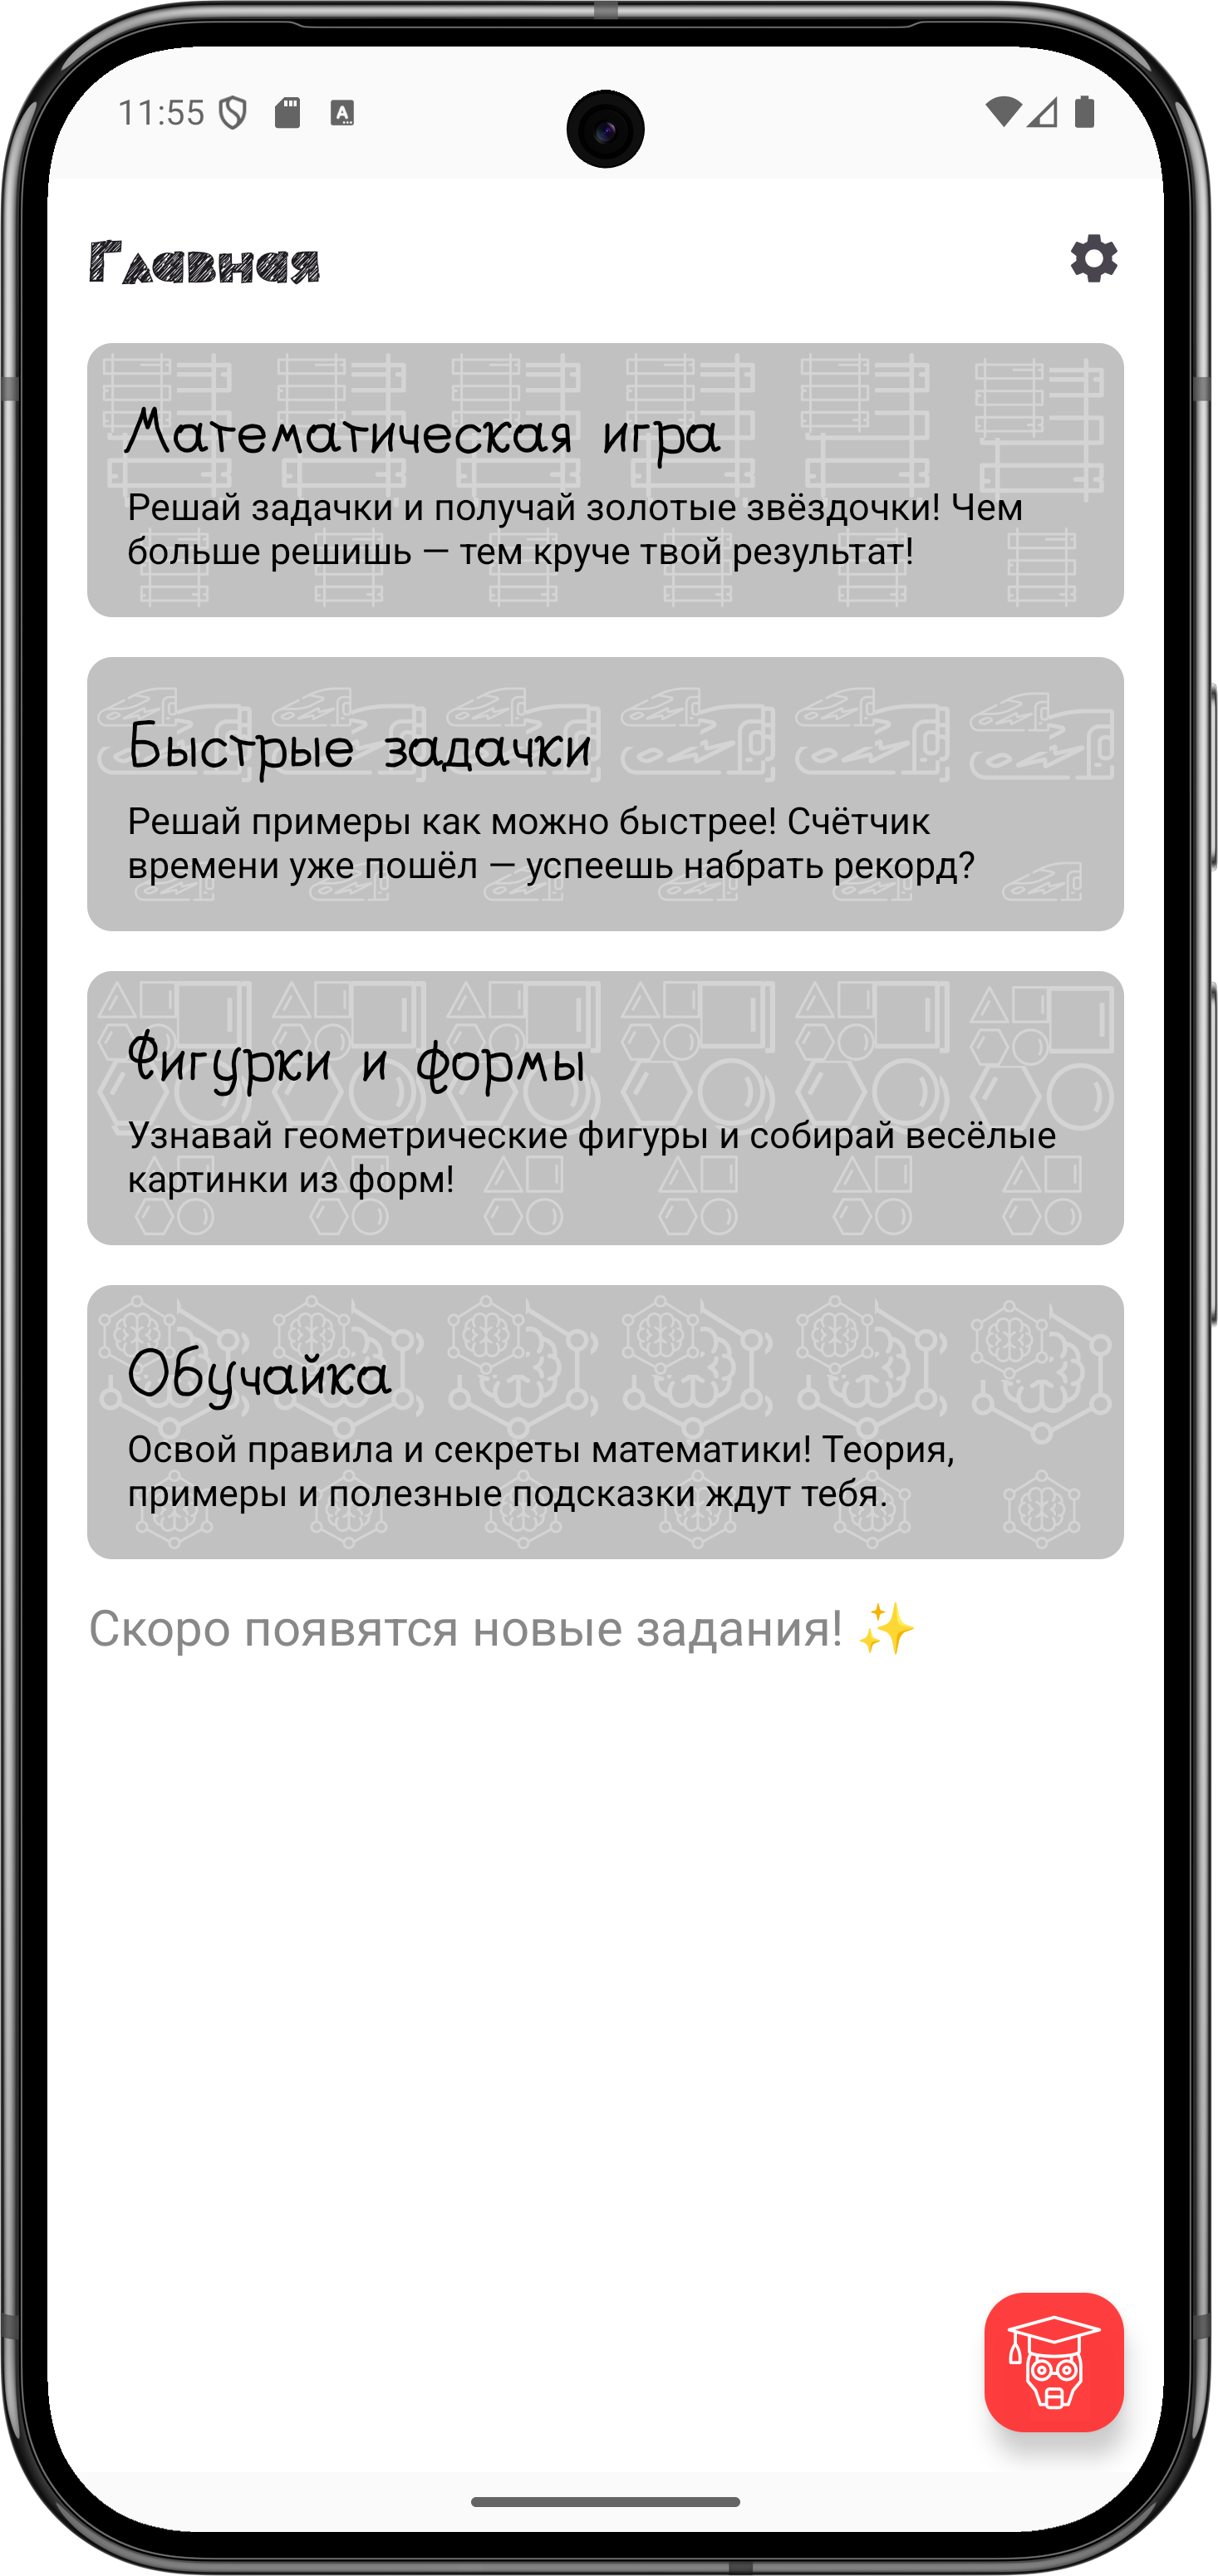 11:55
Главная
Математическая игра
Решай задачки и получай золотые звёздочки! Чем
больше решишь — тем круче твой результат!
Быстрые задачки
Решай примеры как можно быстрее! Счётчик
времени уже пошёл — успеешь набрать рекорд?
Фигурки и формы
Узнавай геометрические фигуры и собирай весёлые
картинки из форм!
Обучайка
Освой правила и секреты математики! Теория,
примеры и полезные подсказки ждут тебя.
Скоро появятся новые задания! ✨